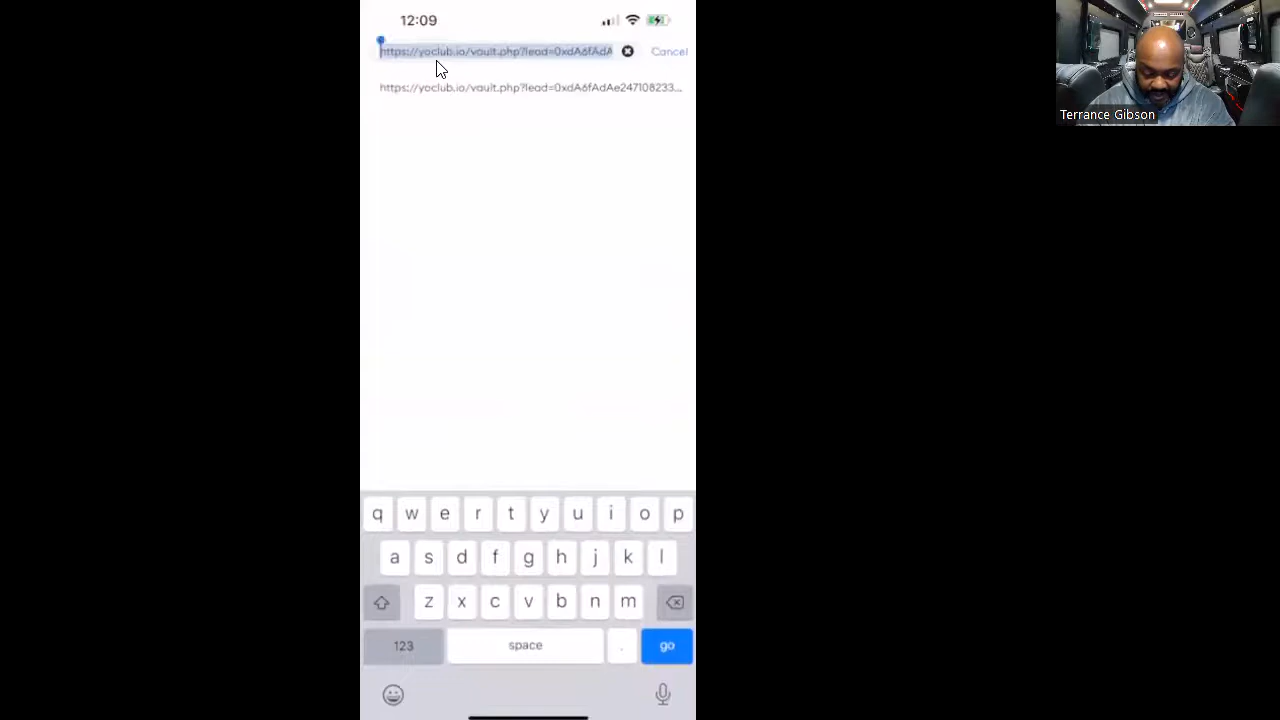 12:09
https://yoclub.io/vault.php?lead=0xdA6fAdA
Cancel
https://yoclub.io/vault.php?lead=0xdA6fAdAe247108233...
q w e r t y u i o p
a s d f g h j k l
z x c v b n m
123 space . go
Terrance Gibson